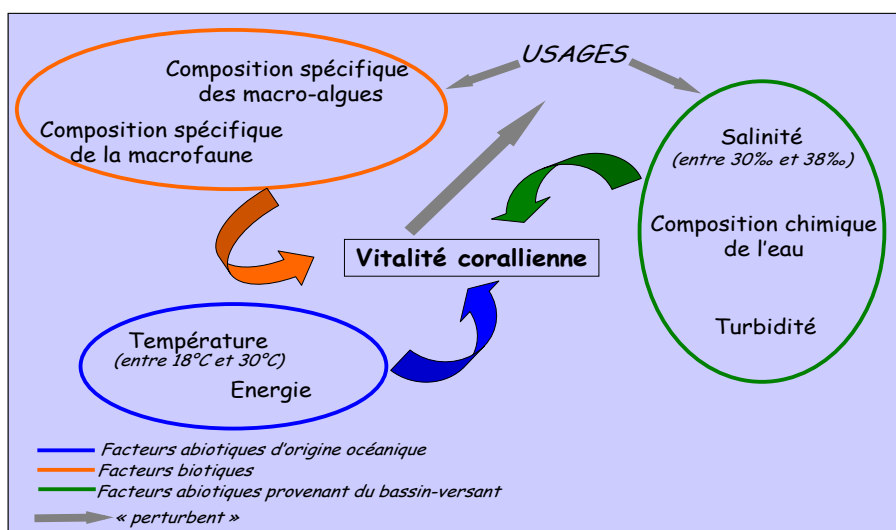 USAGES
Composition spécifique
des macro-algues
Composition spécifique
de la macrofaune
Salinité
(entre 30‰ et 38‰)
Composition chimique
de l'eau
Turbidité
Vitalité corallienne
Température
(entre 18°C et 30°C)
Energie
Facteurs abiotiques d'origine océanique
Facteurs biotiques
Facteurs abiotiques provenant du bassin-versant
« perturbent »